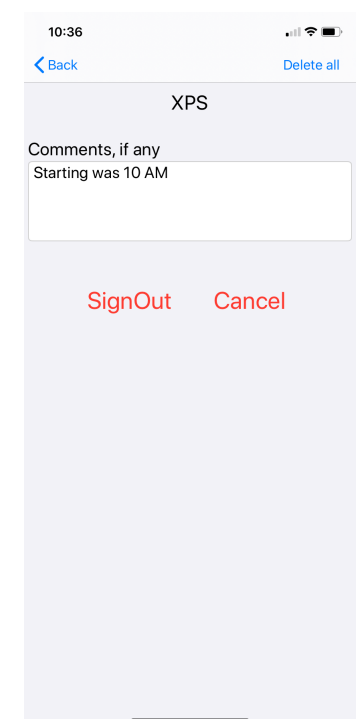 10:36
Back
Delete all
XPS
Comments, if any
Starting was 10 AM
SignOut
Cancel